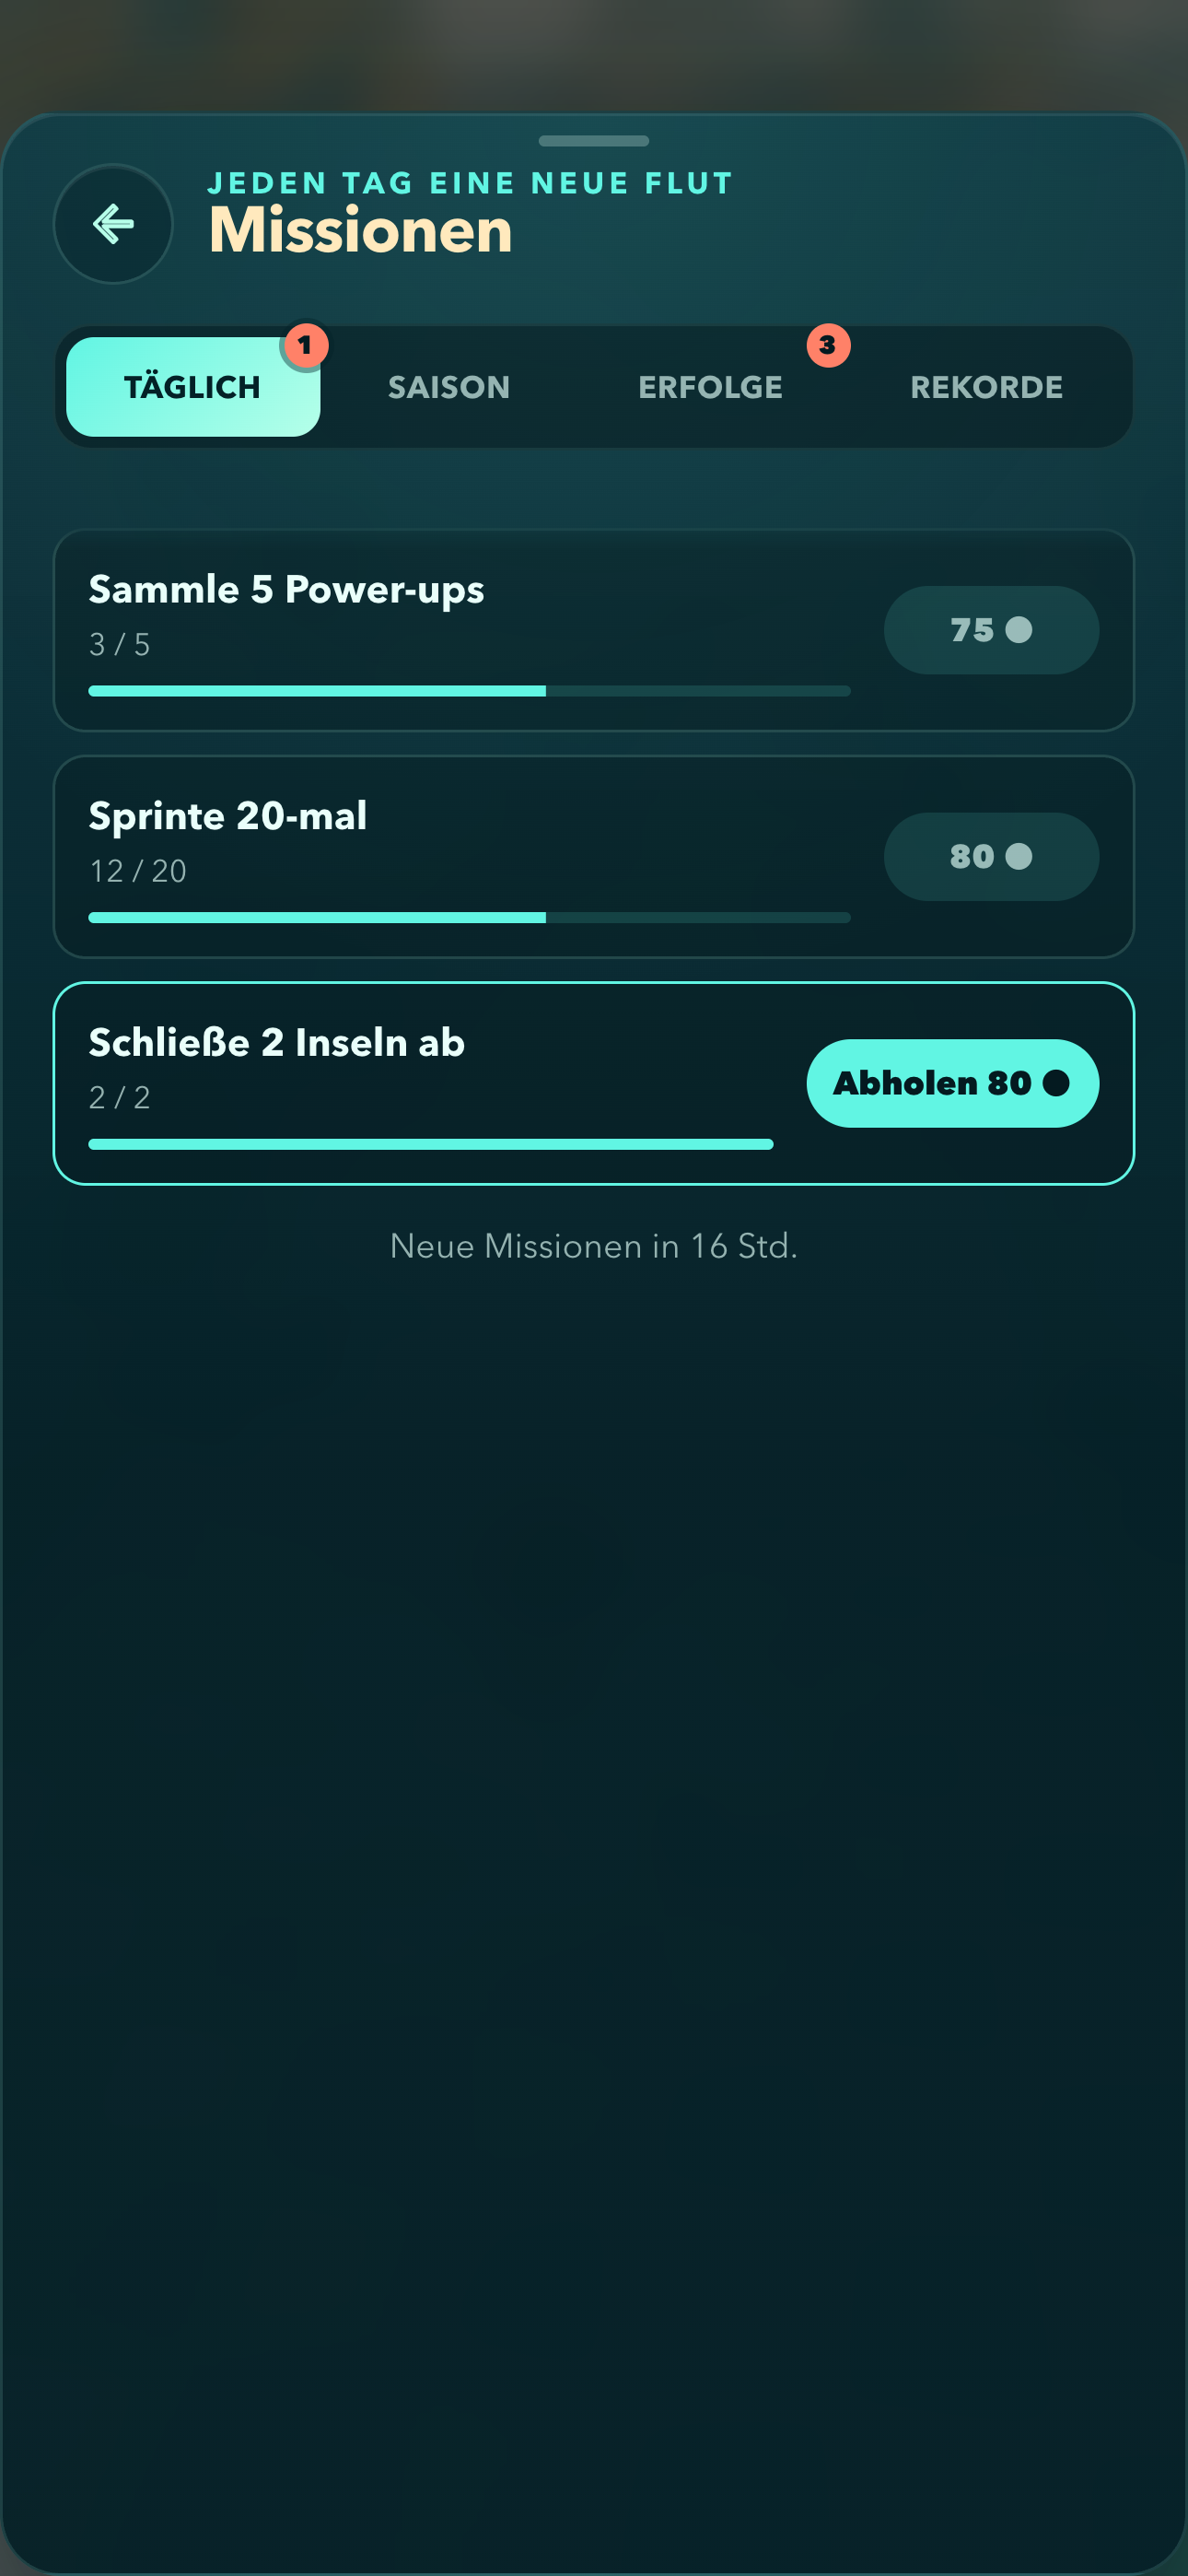 JEDEN TAG EINE NEUE FLUT
Missionen
TÄGLICH 1 SAISON ERFOLGE 3 REKORDE
Sammle 5 Power-ups
3 / 5
75
Sprinte 20-mal
12 / 20
80
Schließe 2 Inseln ab
2 / 2
Abholen 80
Neue Missionen in 16 Std.